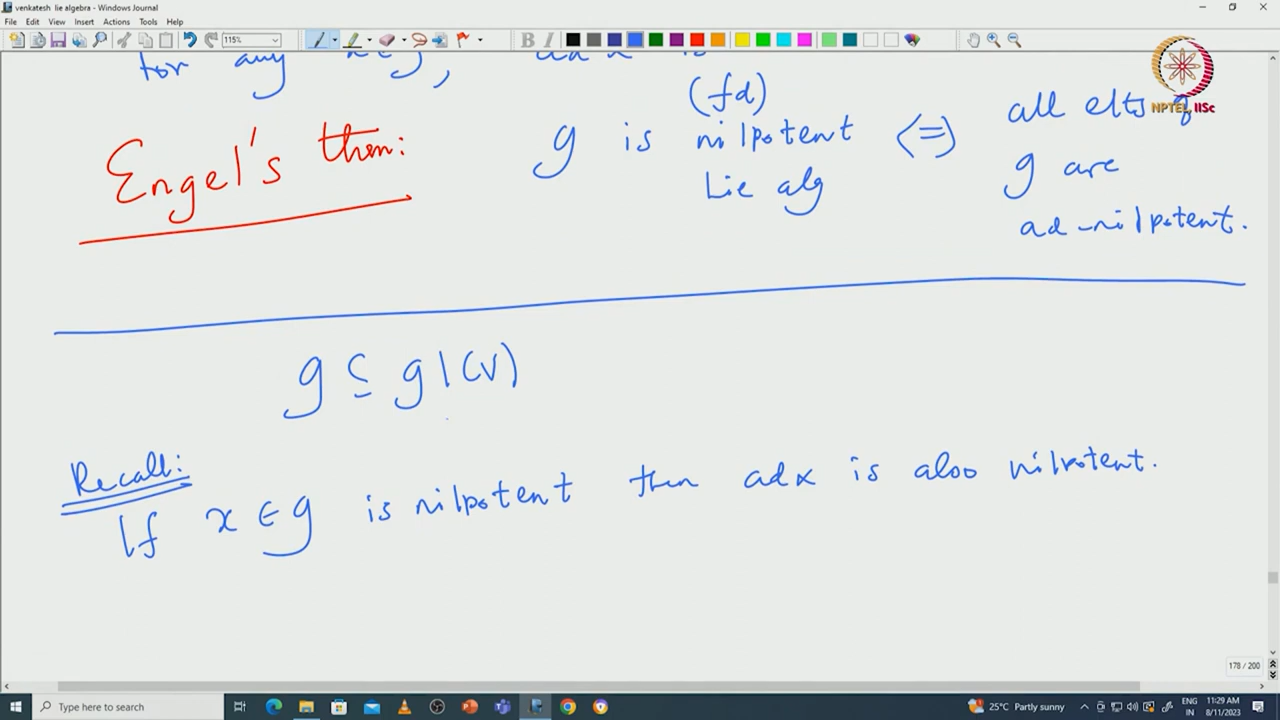 venkatesh lie algebra - Windows Journal
File Edit View Insert Actions Tools Help
115%
B I
NPTEL, IISc
for any x ∈ g, ad x is
(fd)
Engel's thm: g is nilpotent Lie alg <=> all elts of g are ad-nilpotent.
g ⊆ gl(V)
Recall:
If x ∈ g is nilpotent then adx is also nilpotent.
178 / 200
Type here to search
25°C Partly sunny
ENG
IN
11:29 AM
8/11/2023